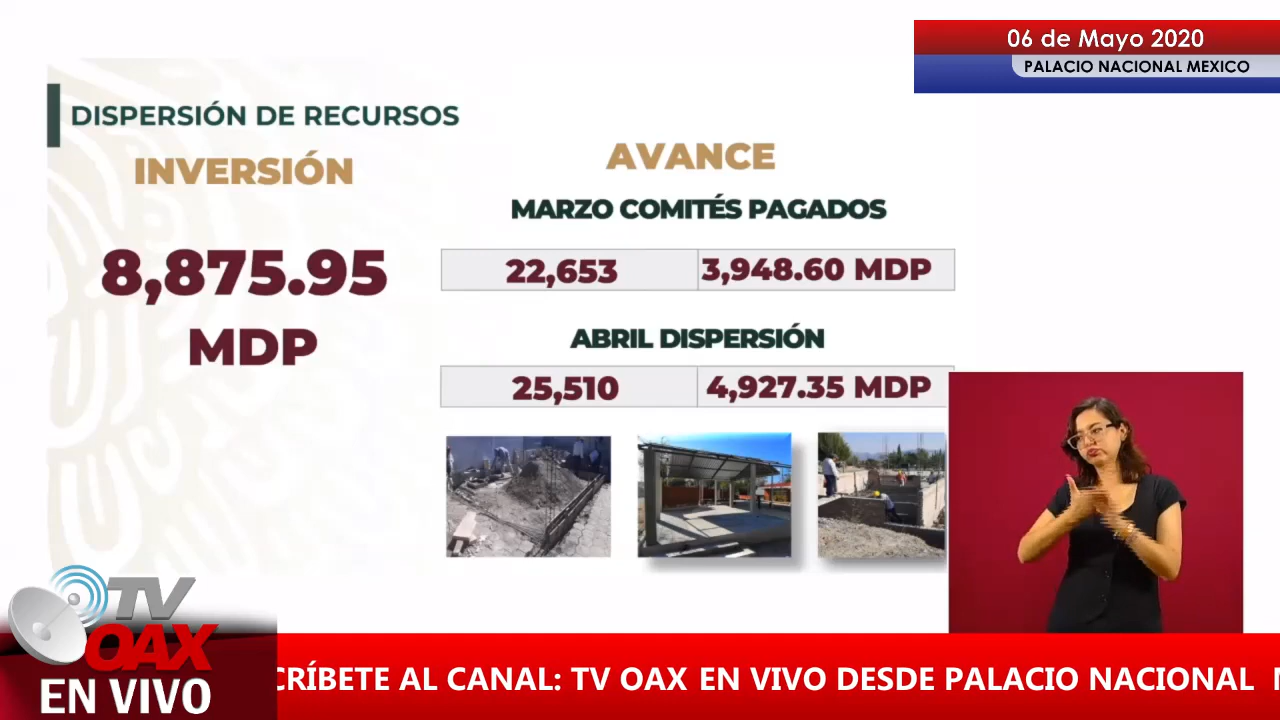 06 de Mayo 2020
PALACIO NACIONAL MEXICO
DISPERSIÓN DE RECURSOS
INVERSIÓN
8,875.95
MDP
AVANCE
MARZO COMITÉS PAGADOS
22,653 3,948.60 MDP
ABRIL DISPERSIÓN
25,510 4,927.35 MDP
TV
OAX
EN VIVO
CRÍBETE AL CANAL: TV OAX EN VIVO DESDE PALACIO NACIONAL